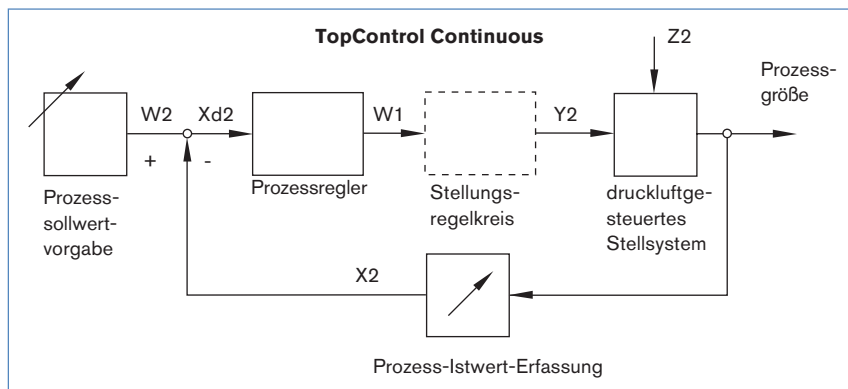 TopControl Continuous
Z2
Prozess-
größe
W2
Xd2
W1
Y2
+
-
Prozess-
sollwert-
vorgabe
Prozessregler
Stellungs-
regelkreis
druckluftge-
steuertes
Stellsystem
X2
Prozess-Istwert-Erfassung